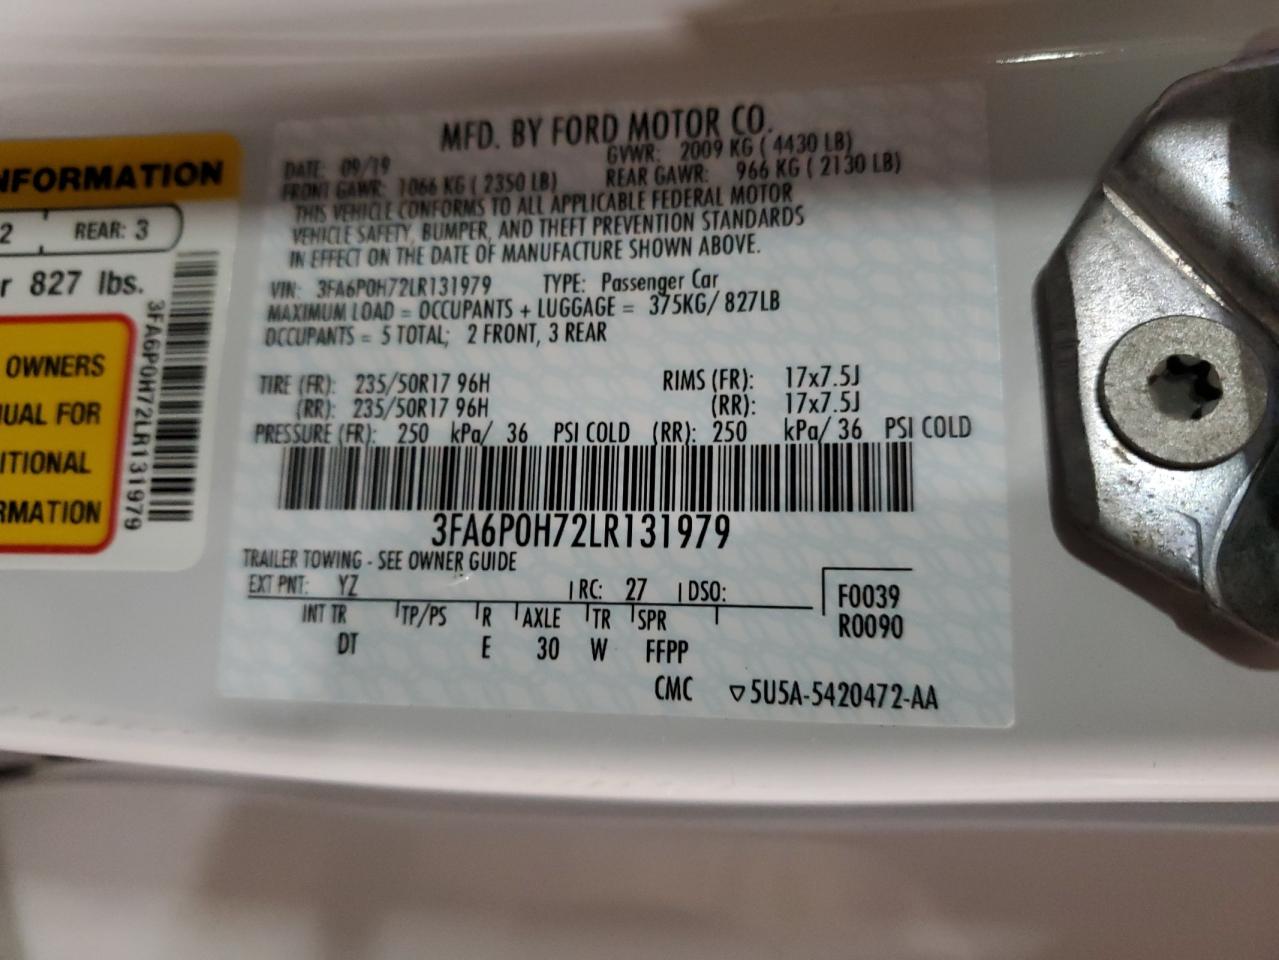 INFORMATION
2 REAR: 3
r 827 lbs.
OWNERS
UAL FOR
ITIONAL
RMATION
3FA6P0H72LR131979
MFD. BY FORD MOTOR CO.
DATE: 09/19 GVWR: 2009 KG ( 4430 LB)
FRONT GAWR: 1066 KG ( 2350 LB) REAR GAWR: 966 KG ( 2130 LB)
THIS VEHICLE CONFORMS TO ALL APPLICABLE FEDERAL MOTOR
VEHICLE SAFETY, BUMPER, AND THEFT PREVENTION STANDARDS
IN EFFECT ON THE DATE OF MANUFACTURE SHOWN ABOVE.
VIN: 3FA6P0H72LR131979 TYPE: Passenger Car
MAXIMUM LOAD = OCCUPANTS + LUGGAGE = 375KG/ 827LB
OCCUPANTS = 5 TOTAL; 2 FRONT, 3 REAR
TIRE (FR): 235/50R17 96H RIMS (FR): 17x7.5J
(RR): 235/50R17 96H (RR): 17x7.5J
PRESSURE (FR): 250 kPa/ 36 PSI COLD (RR): 250 kPa/ 36 PSI COLD
3FA6P0H72LR131979
TRAILER TOWING - SEE OWNER GUIDE
EXT PNT: YZ RC: 27 DSO: F0039
INT TR TP/PS R AXLE TR SPR R0090
DT E 30 W FFPP
CMC ▽5U5A-5420472-AA